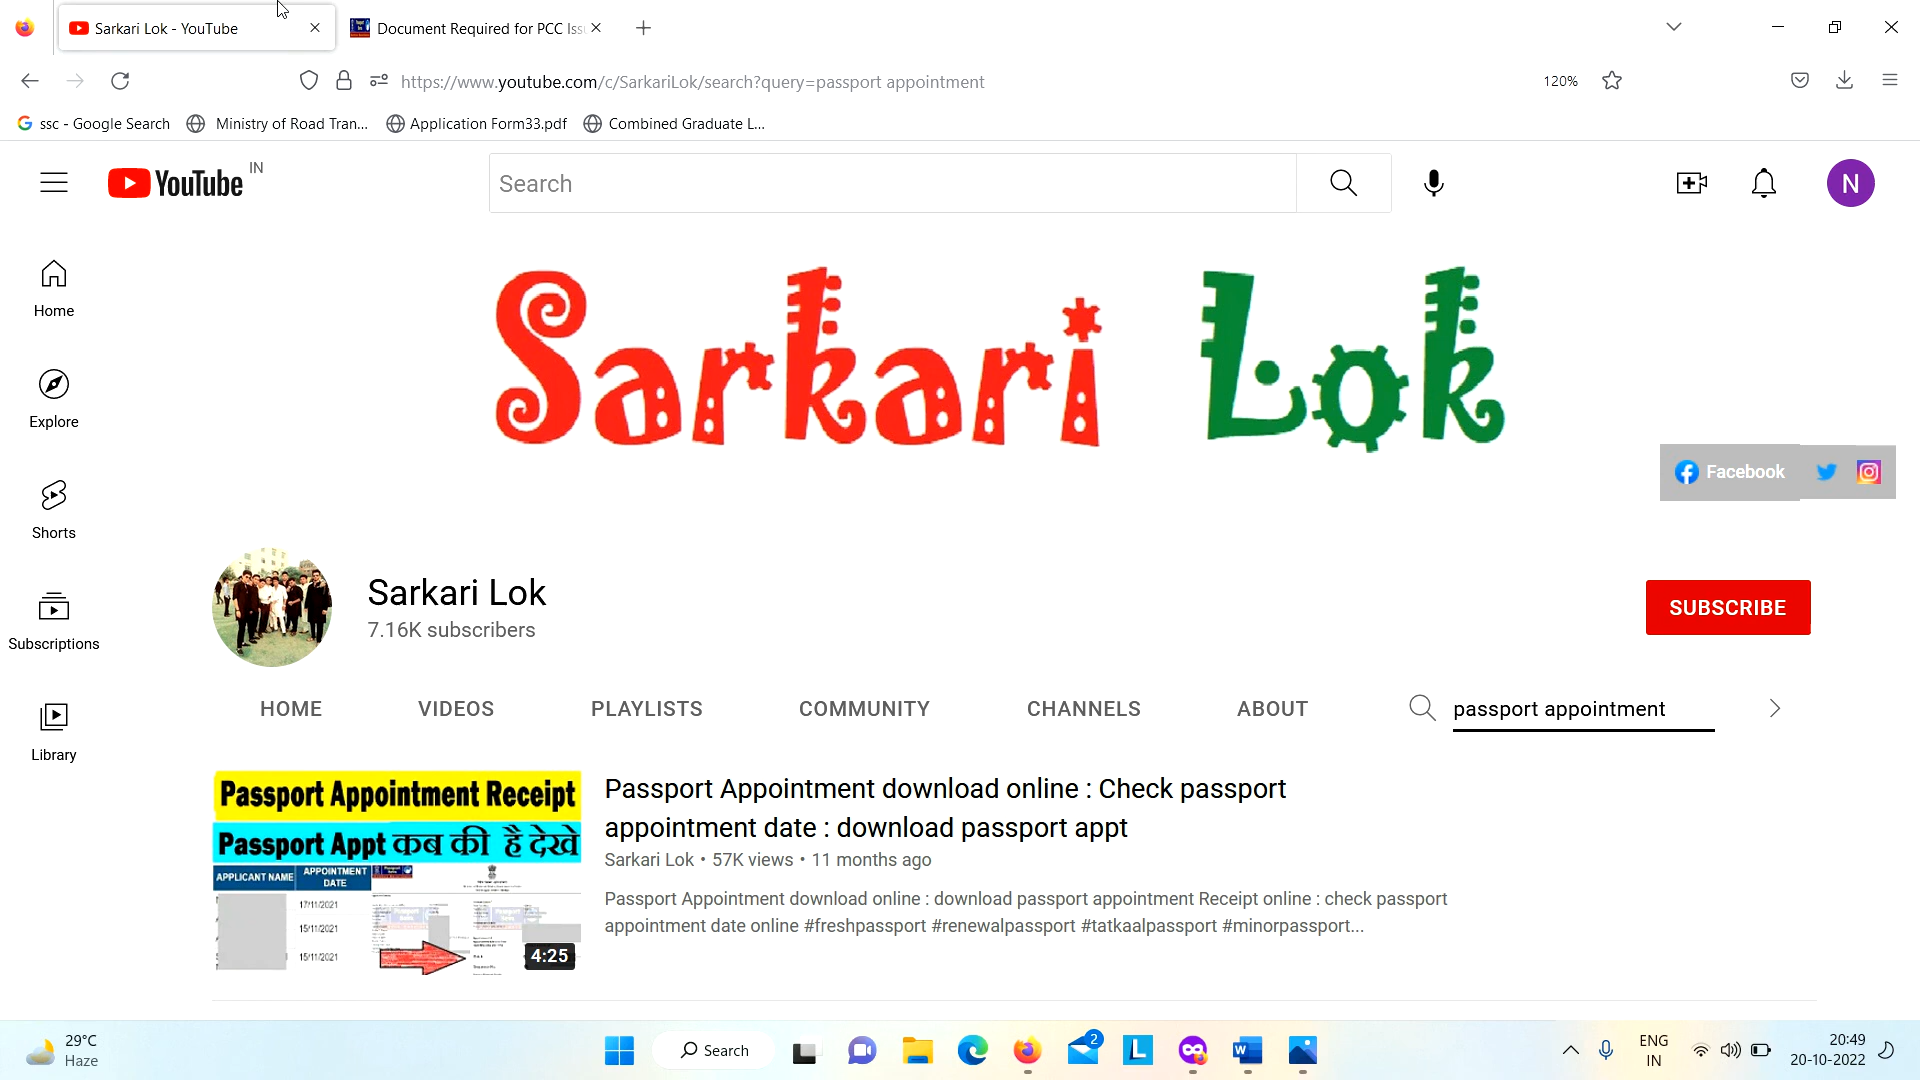 Sarkari Lok - YouTube
Document Required for PCC Iss
https://www.youtube.com/c/SarkariLok/search?query=passport appointment
120%
ssc - Google Search
Ministry of Road Tran...
Application Form33.pdf
Combined Graduate L...
YouTube IN
Search
N
Home
Explore
Shorts
Subscriptions
Library
Sarkari Lok
Facebook
Sarkari Lok
7.16K subscribers
SUBSCRIBE
HOME
VIDEOS
PLAYLISTS
COMMUNITY
CHANNELS
ABOUT
passport appointment
Passport Appointment Receipt
Passport Appt कब की है देखे
APPLICANT NAME
APPOINTMENT
DATE
17/11/2021
15/11/2021
15/11/2021
4:25
Passport Appointment download online : Check passport
appointment date : download passport appt
Sarkari Lok • 57K views • 11 months ago
Passport Appointment download online : download passport appointment Receipt online : check passport
appointment date online #freshpassport #renewalpassport #tatkaalpassport #minorpassport...
29°C
Haze
Search
2
L
W
ENG
IN
20:49
20-10-2022